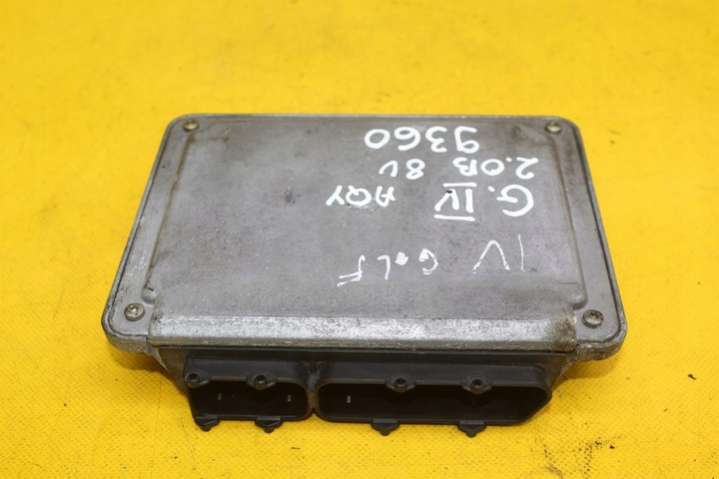 IV GOLF
G.IV AQY
2.0B 8V
9360